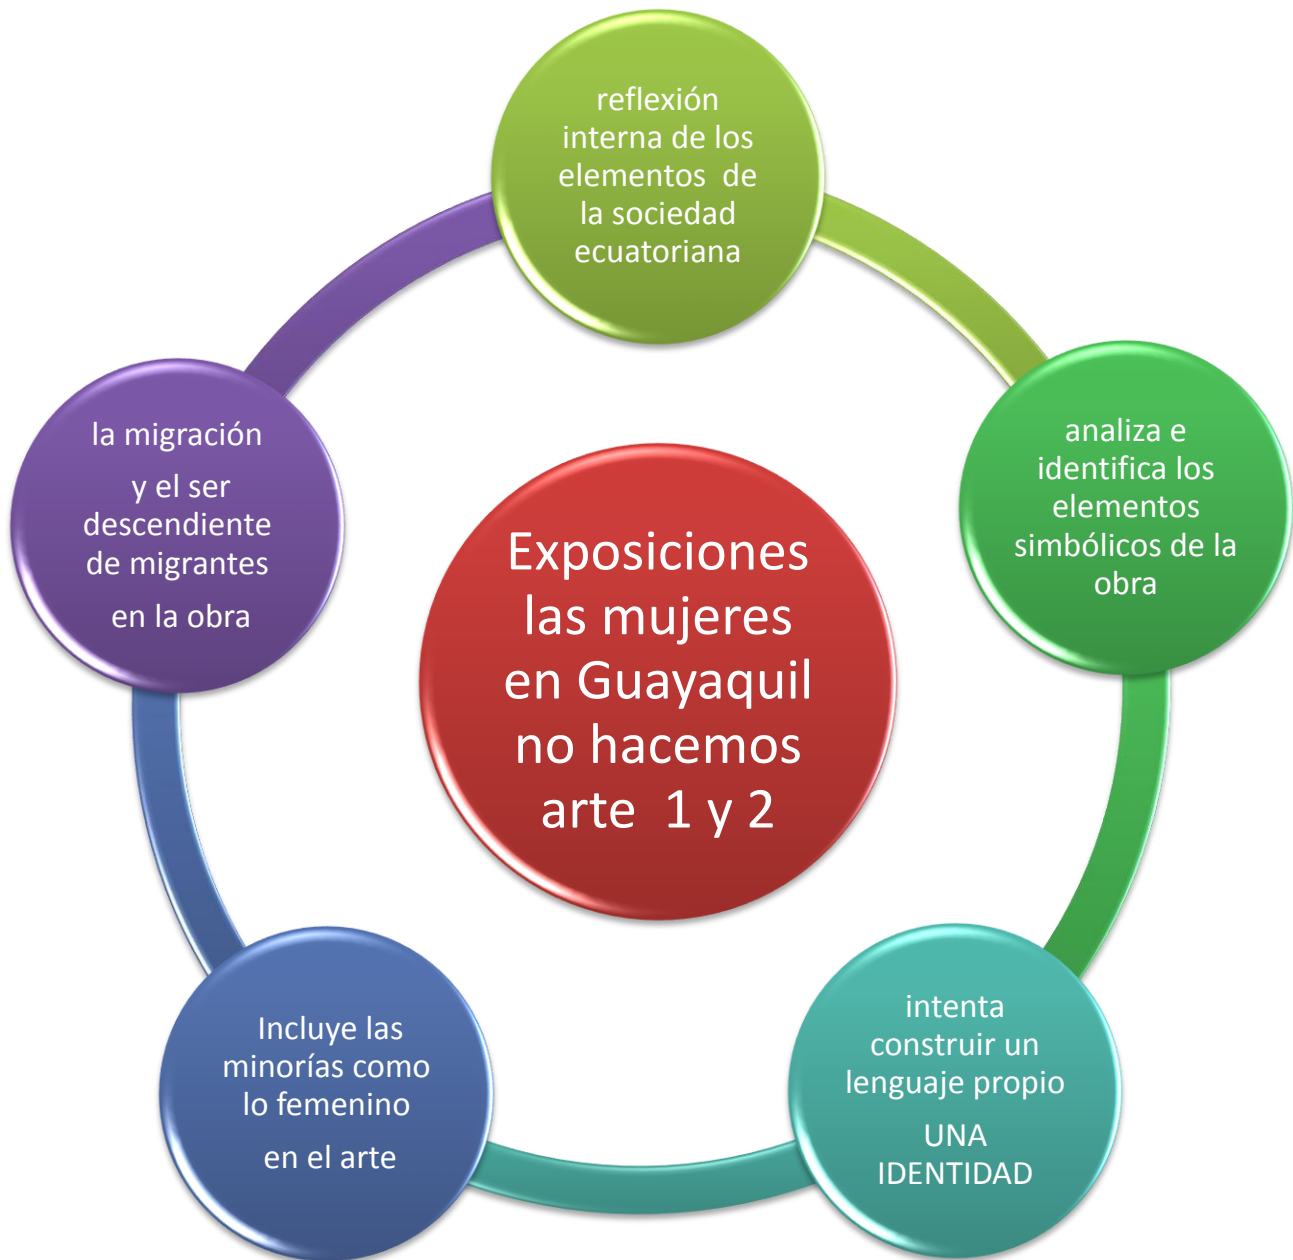 reflexión
interna de los
elementos de
la sociedad
ecuatoriana
analiza e
identifica los
elementos
simbólicos de la
obra
intenta
construir un
lenguaje propio
UNA
IDENTIDAD
Incluye las
minorías como
lo femenino
en el arte
la migración
y el ser
descendiente
de migrantes
en la obra
Exposiciones
las mujeres
en Guayaquil
no hacemos
arte 1 y 2